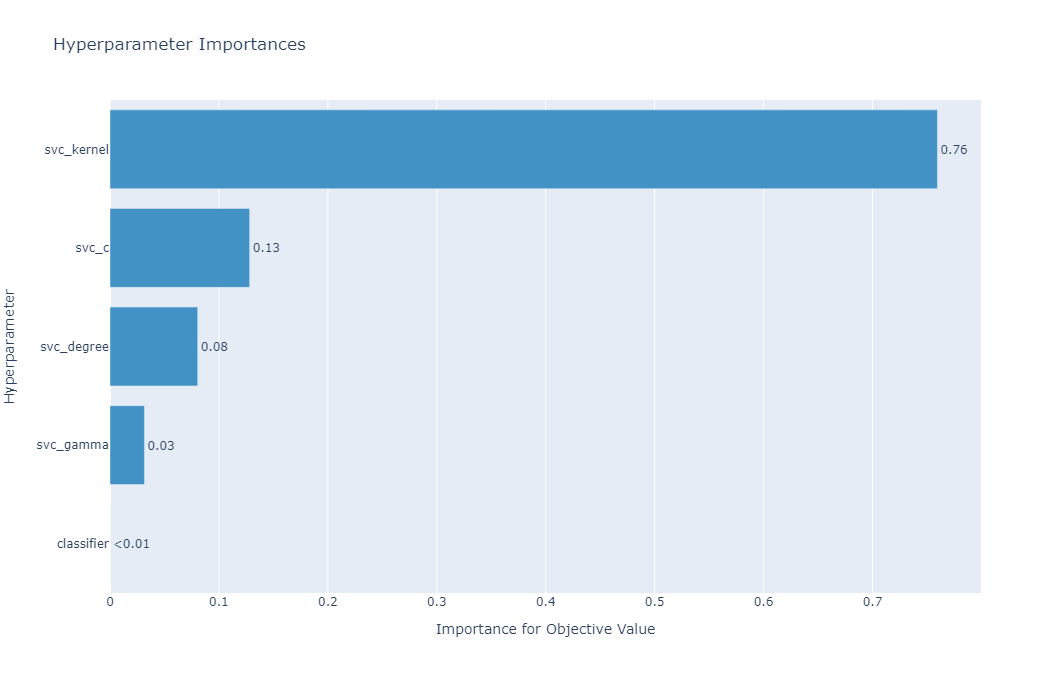 Hyperparameter Importances
Hyperparameter
svc_kernel 0.76
svc_c 0.13
svc_degree 0.08
svc_gamma 0.03
classifier <0.01
0 0.1 0.2 0.3 0.4 0.5 0.6 0.7
Importance for Objective Value